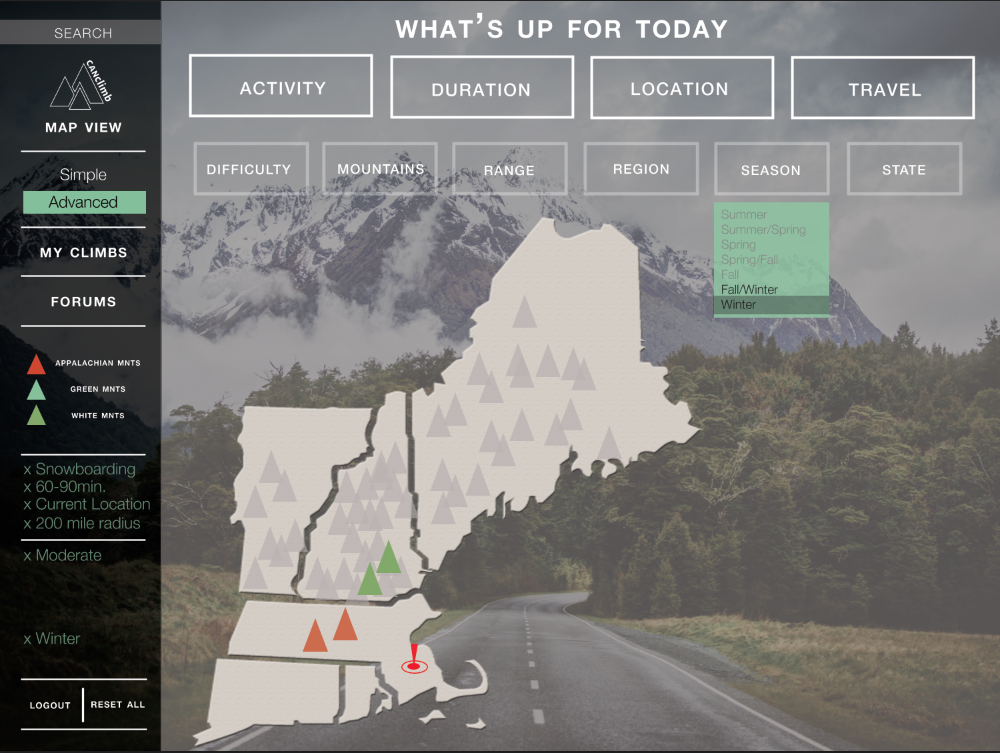 SEARCH
CANclimb
MAP VIEW
Simple
Advanced
MY CLIMBS
FORUMS
APPALACHIAN MNTS
GREEN MNTS
WHITE MNTS
x Snowboarding
x 60-90min.
x Current Location
x 200 mile radius
x Moderate
x Winter
LOGOUT
RESET ALL
WHAT'S UP FOR TODAY
ACTIVITY
DURATION
LOCATION
TRAVEL
DIFFICULTY
MOUNTAINS
RANGE
REGION
SEASON
STATE
Summer
Summer/Spring
Spring
Spring/Fall
Fall
Fall/Winter
Winter